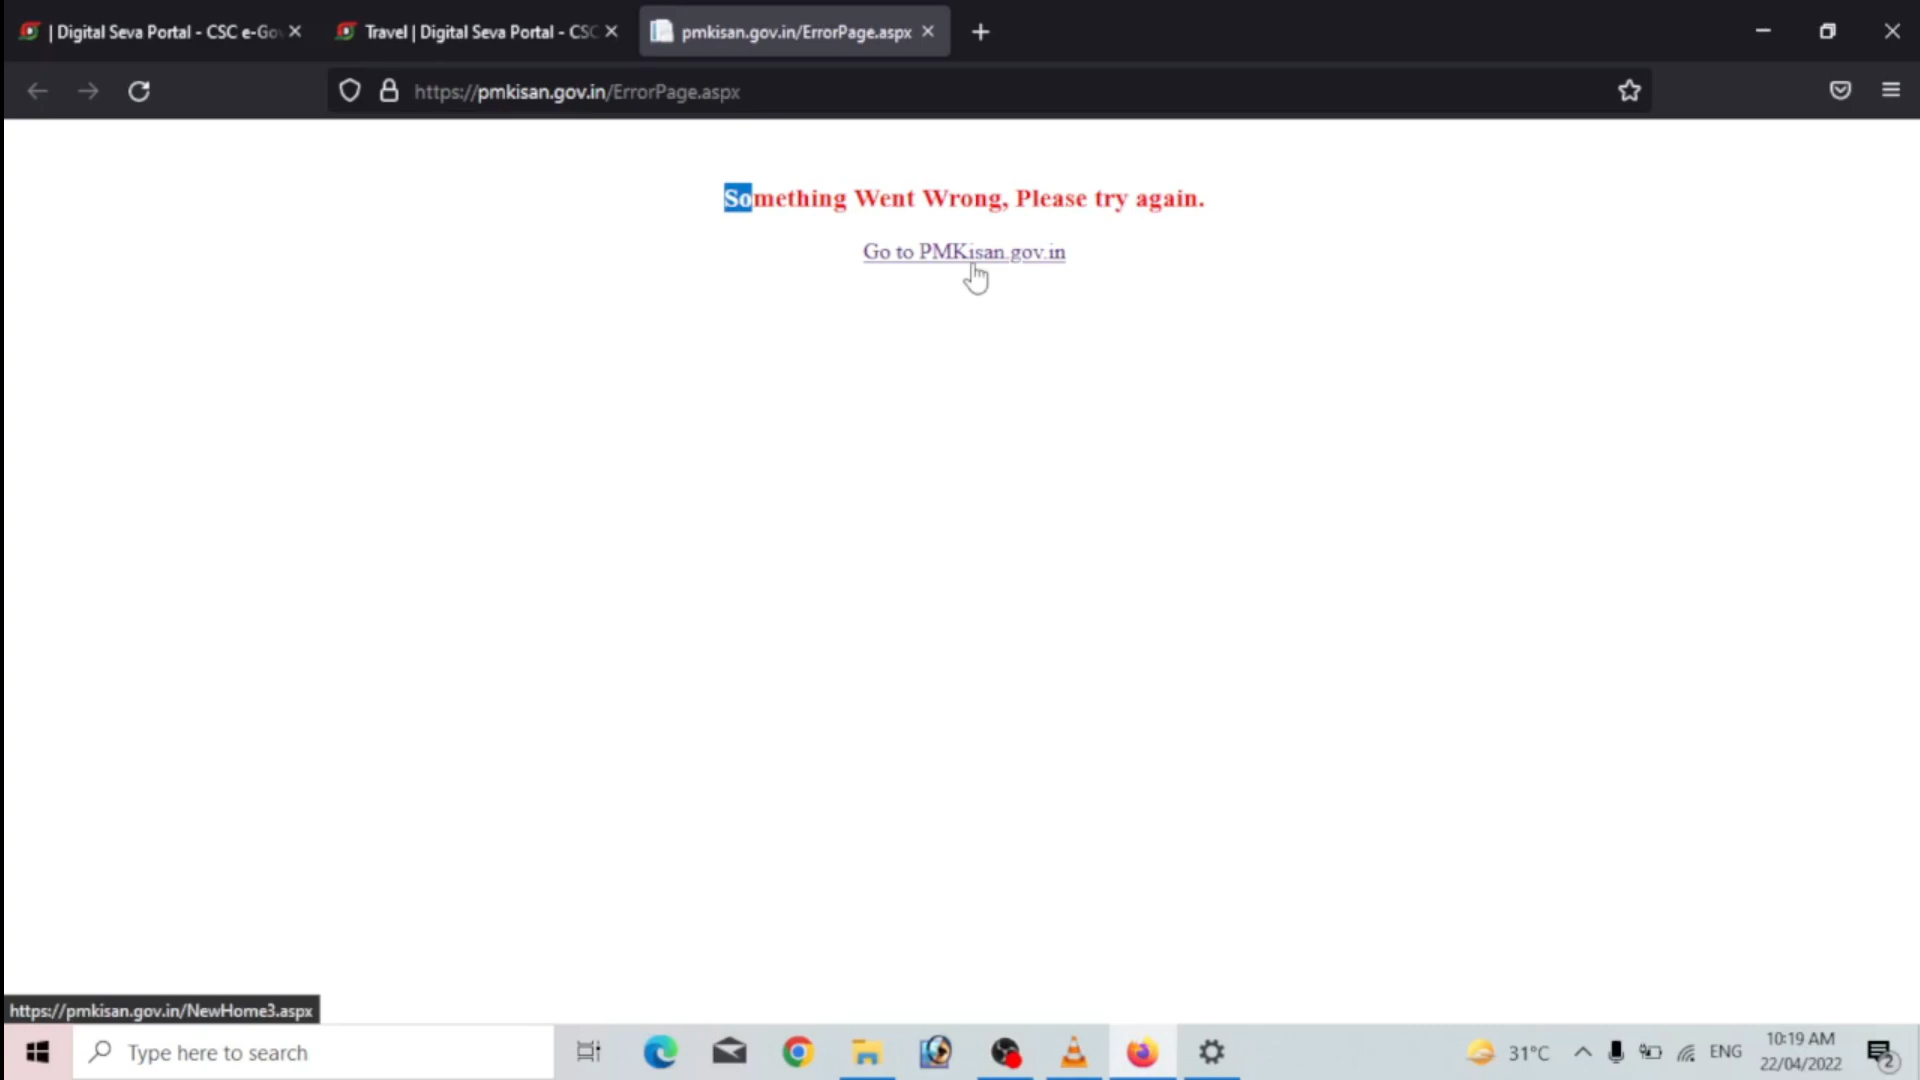 | Digital Seva Portal - CSC e-Gov
Travel | Digital Seva Portal - CSC
pmkisan.gov.in/ErrorPage.aspx
https://pmkisan.gov.in/ErrorPage.aspx
Something Went Wrong, Please try again.
Go to PMKisan.gov.in
https://pmkisan.gov.in/NewHome3.aspx
Type here to search
31°C
ENG
10:19 AM
22/04/2022
2